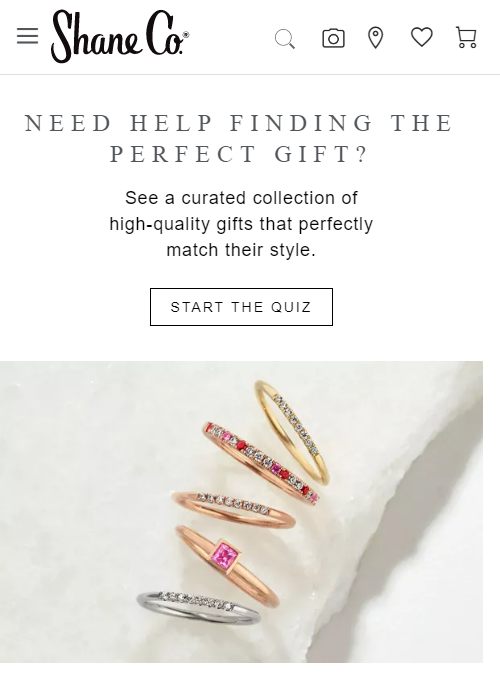 Shane Co.®
NEED HELP FINDING THE
PERFECT GIFT?
See a curated collection of
high-quality gifts that perfectly
match their style.
START THE QUIZ